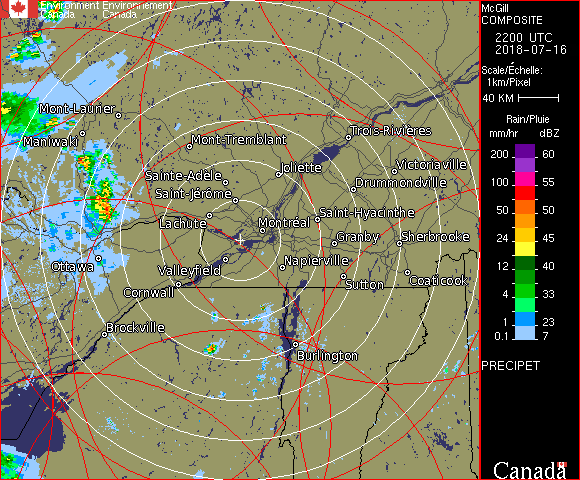 Environment Environnement
Canada Canada
McGill
COMPOSITE
2200 UTC
2018-07-16
Scale/Échelle:
1km/Pixel
40 KM
Rain/Pluie
mm/hr dBZ
200 60
100 55
50 50
24 45
12 40
4 33
1 23
0.1 7
PRECIPET
Canada
Mont-Laurier
Maniwaki
Mont-Tremblant
Trois-Rivières
Sainte-Adèle
Joliette
Victoriaville
Saint-Jérôme
Drummondville
Lachute
Montréal
Saint-Hyacinthe
Granby
Sherbrooke
Ottawa
Valleyfield
Napierville
Cornwall
Sutton
Coaticook
Brockville
Burlington